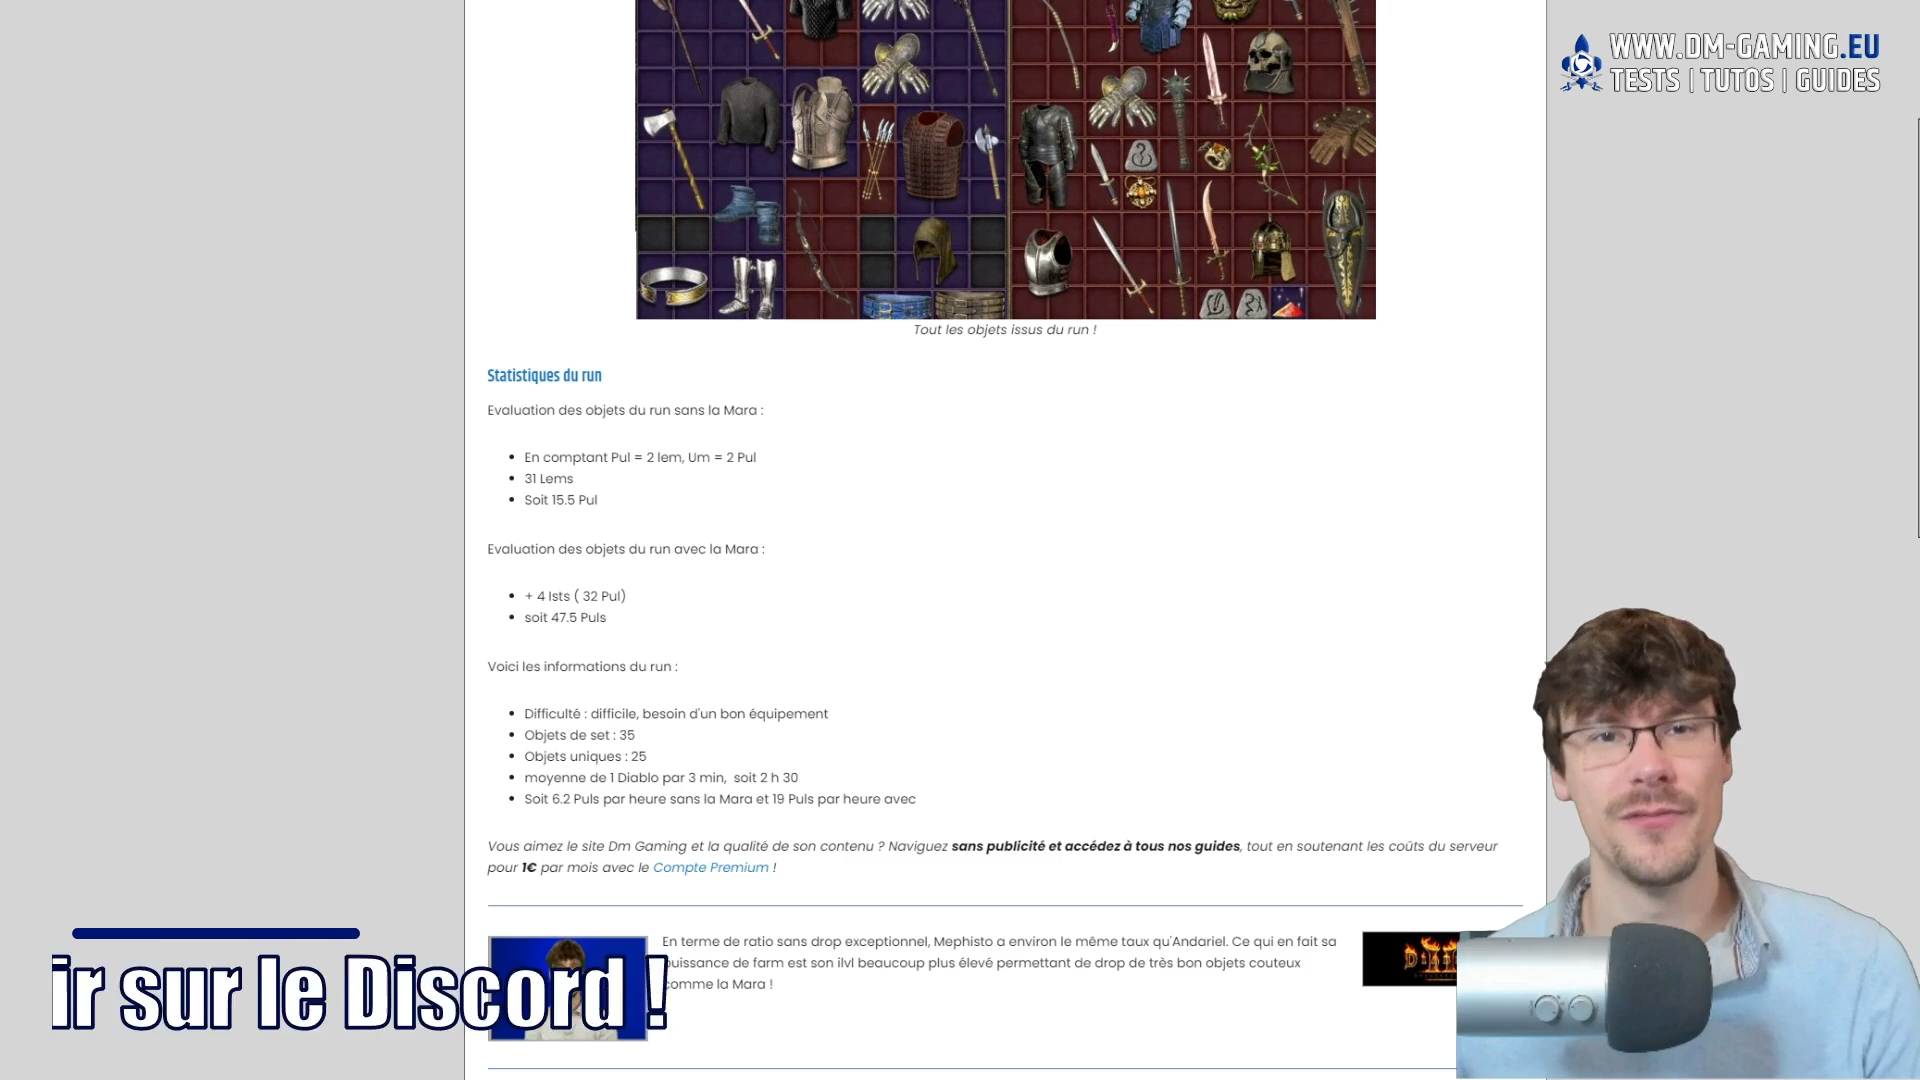 WWW.DM-GAMING.EU
TESTS | TUTOS | GUIDES
Tout les objets issus du run !
Statistiques du run
Evaluation des objets du run sans la Mara :
En comptant Pul = 2 lem, Um = 2 Pul
31 Lems
Soit 15.5 Pul
Evaluation des objets du run avec la Mara :
+ 4 Ists ( 32 Pul)
soit 47.5 Puls
Voici les informations du run :
Difficulté : difficile, besoin d'un bon équipement
Objets de set : 35
Objets uniques : 25
moyenne de 1 Diablo par 3 min, soit 2 h 30
Soit 6.2 Puls par heure sans la Mara et 19 Puls par heure avec
Vous aimez le site Dm Gaming et la qualité de son contenu ? Naviguez sans publicité et accédez à tous nos guides, tout en soutenant les coûts du serveur
pour 1€ par mois avec le Compte Premium !
En terme de ratio sans drop exceptionnel, Mephisto a environ le même taux qu'Andariel. Ce qui en fait sa
puissance de farm est son ilvl beaucoup plus élevé permettant de drop de très bon objets couteux
comme la Mara !
ir sur le Discord !